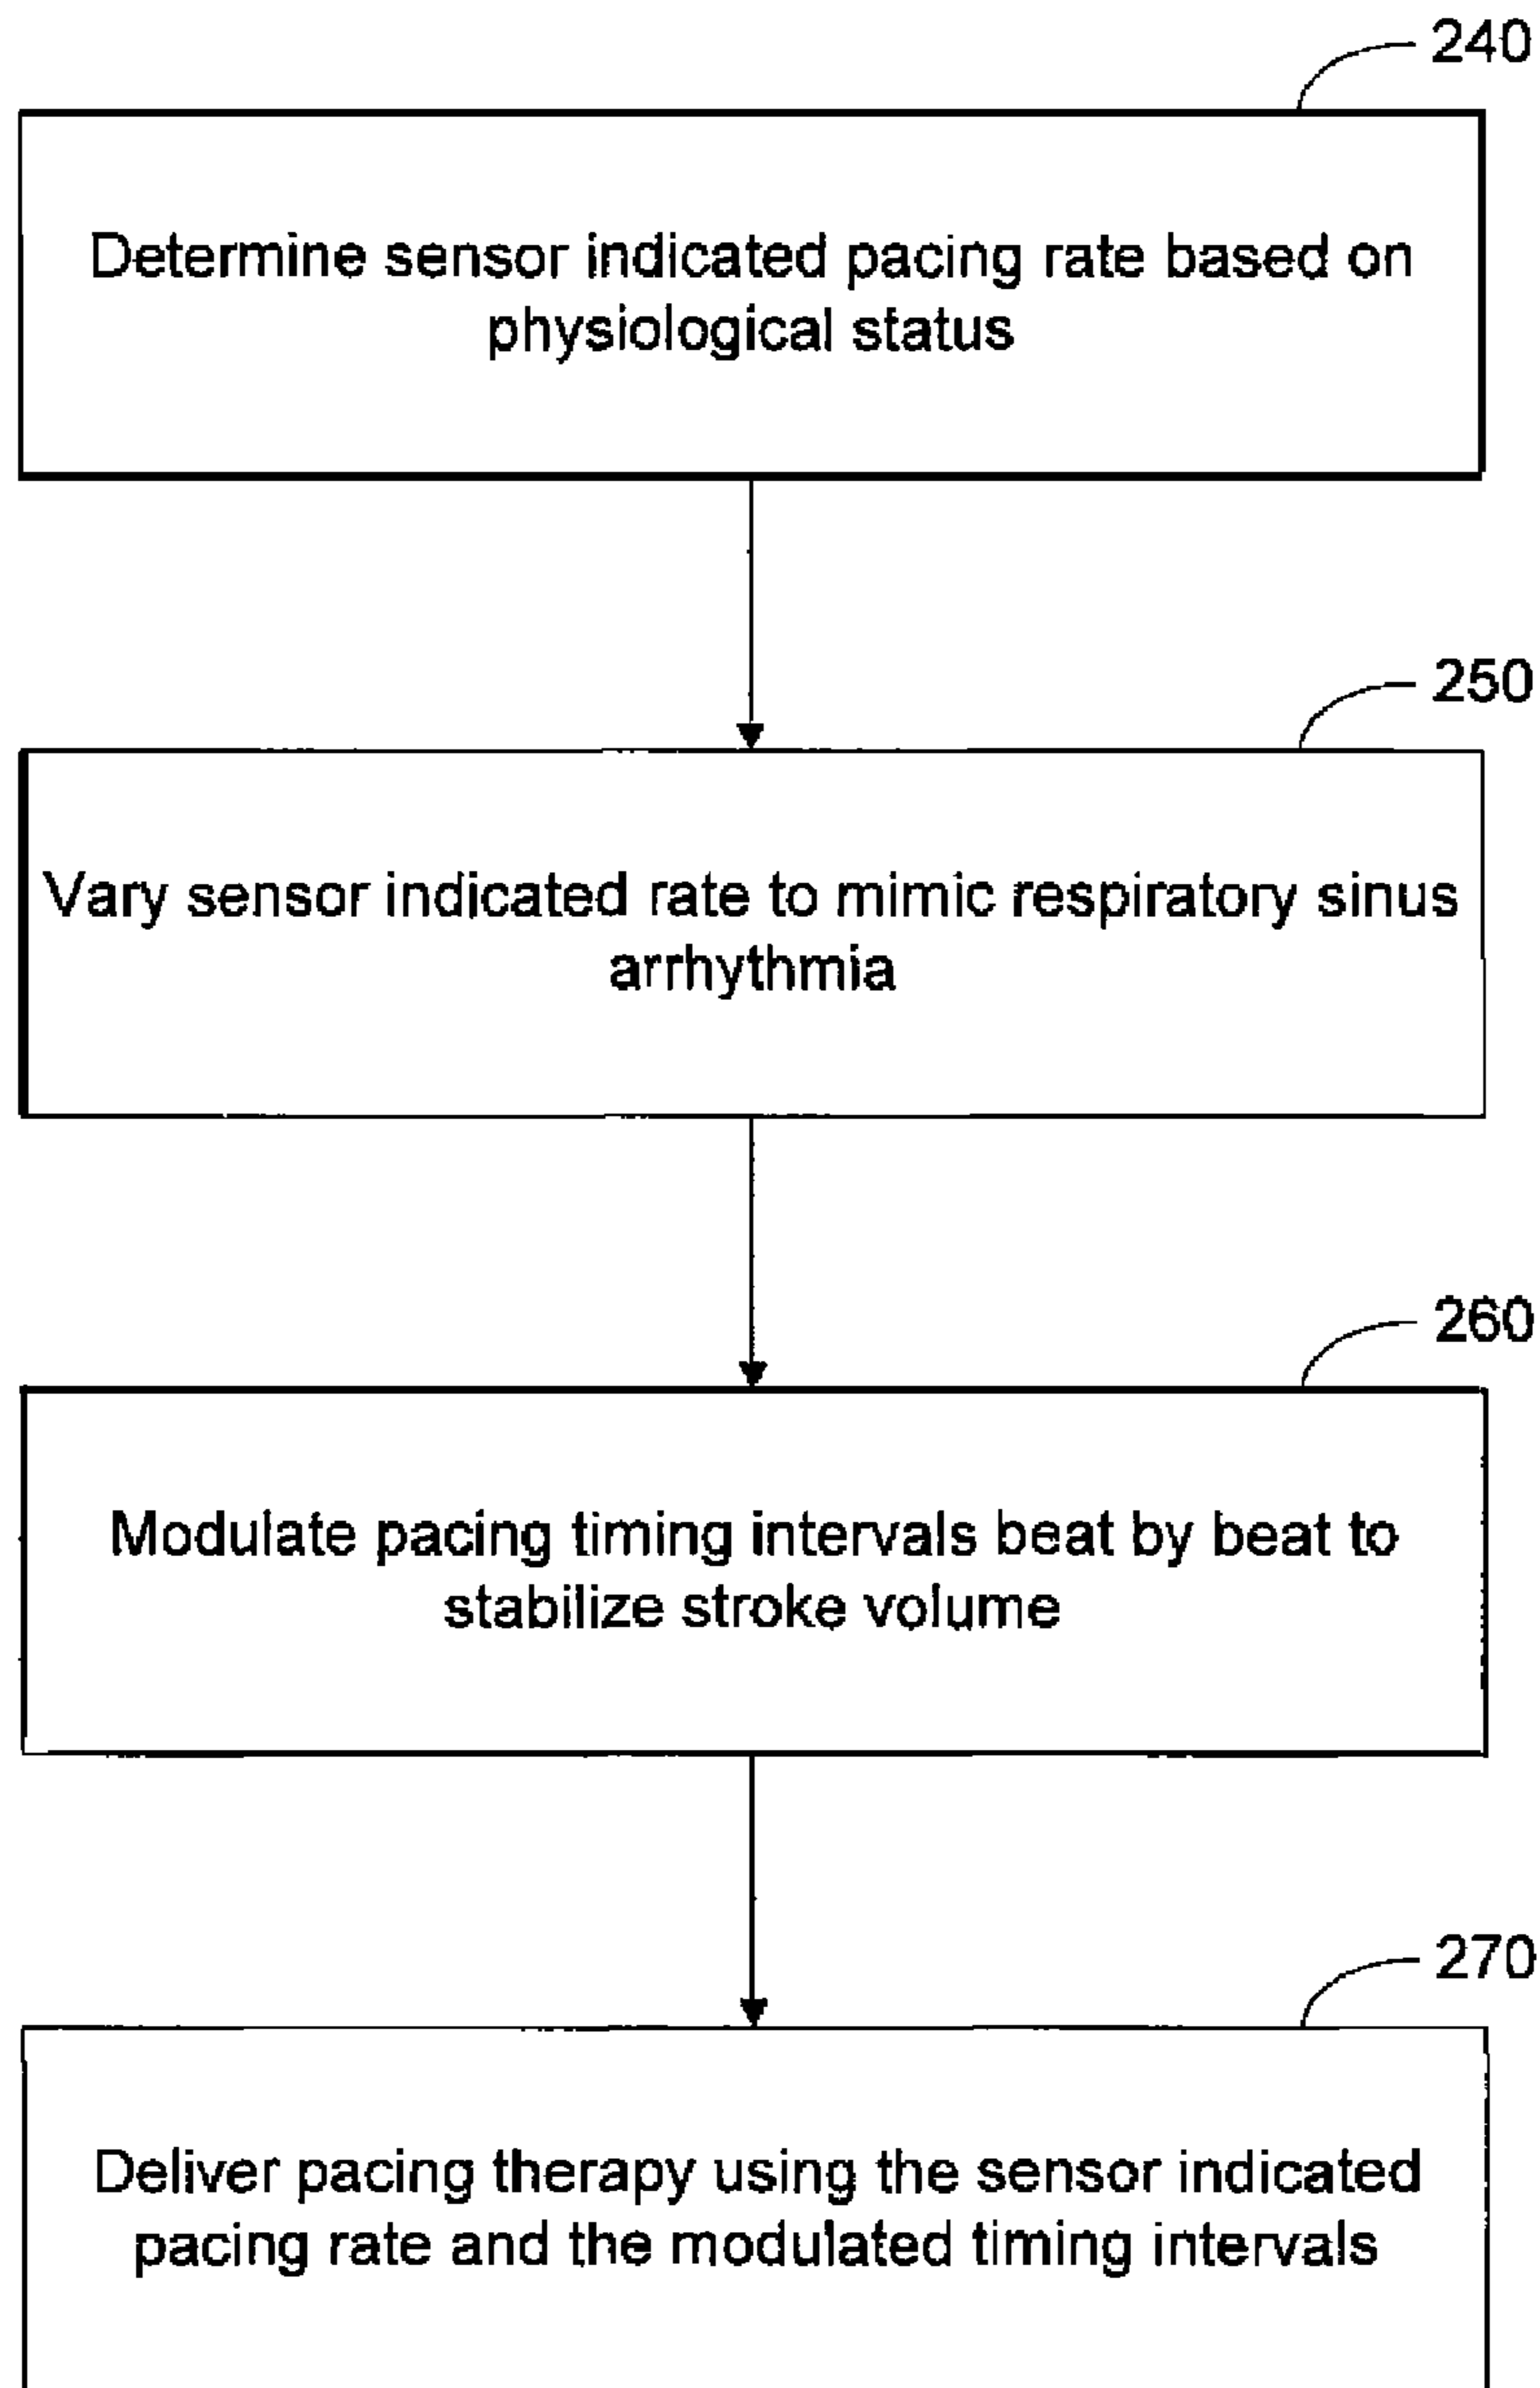 240
Determine sensor indicated pacing rate based on
physiological status
250
Vary sensor indicated rate to mimic respiratory sinus
arrhythmia
260
Modulate pacing timing intervals beat by beat to
stabilize stroke volume
270
Deliver pacing therapy using the sensor indicated
pacing rate and the modulated timing intervals